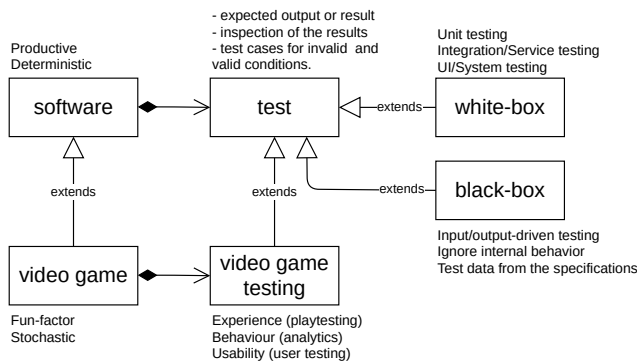 - expected output or result
- inspection of the results
- test cases for invalid and
valid conditions.
Productive
Deterministic
Unit testing
Integration/Service testing
UI/System testing
software
test
extends
white-box
extends
extends
extends
black-box
Input/output-driven testing
Ignore internal behavior
Test data from the specifications
video game
video game
testing
Fun-factor
Stochastic
Experience (playtesting)
Behaviour (analytics)
Usability (user testing)